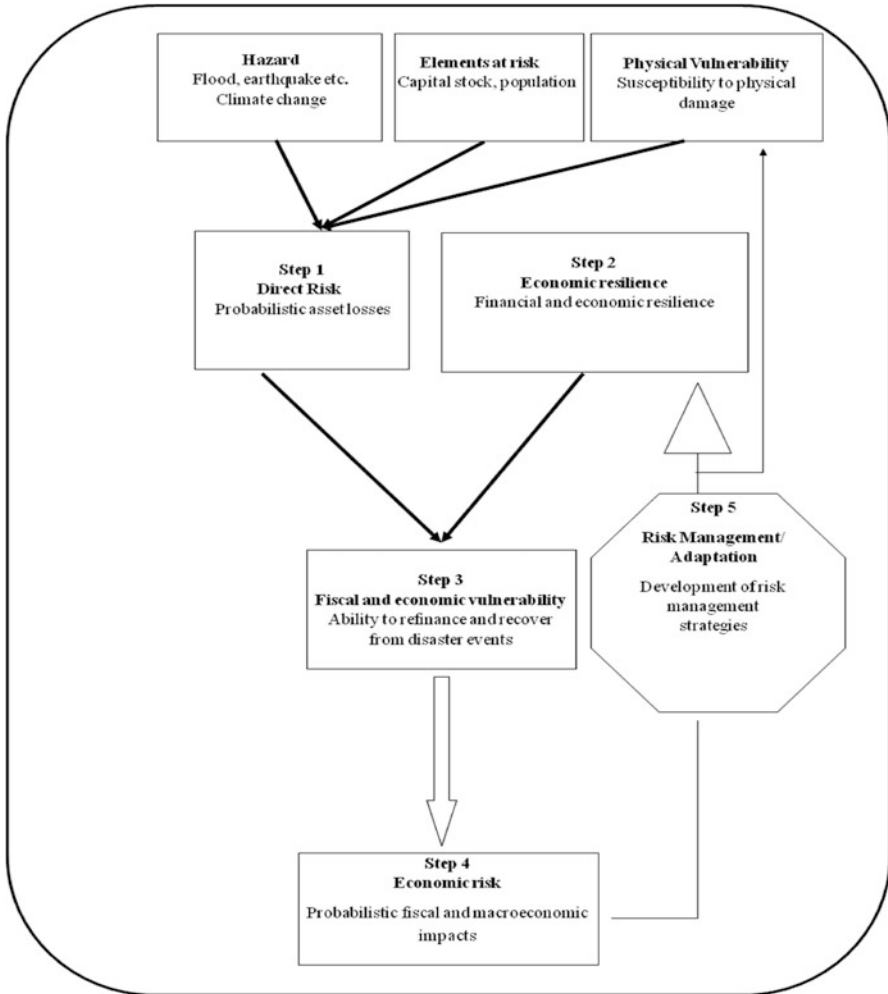 Hazard
Flood, earthquake etc.
Climate change
Elements at risk
Capital stock, population
Physical Vulnerability
Susceptibility to physical
damage
Step 1
Direct Risk
Probabilistic asset losses
Step 2
Economic resilience
Financial and economic resilience
Step 3
Fiscal and economic vulnerability
Ability to refinance and recover
from disaster events
Step 4
Economic risk
Probabilistic fiscal and macroeconomic
impacts
Step 5
Risk Management/
Adaptation
Development of risk
management
strategies